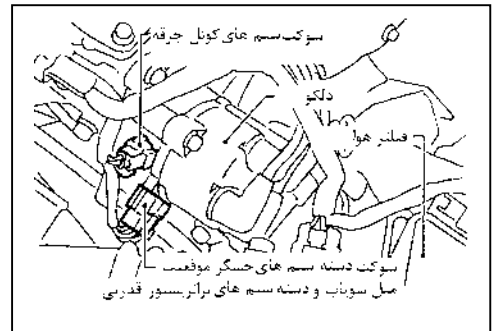 سوکت سیم های کوئل جرقه
دلکو
فیلتر هوا
سوکت دسته سیم های حسگر موقعیت
میل سوپاپ و دسته سیم های ترانزیستور قدرتی